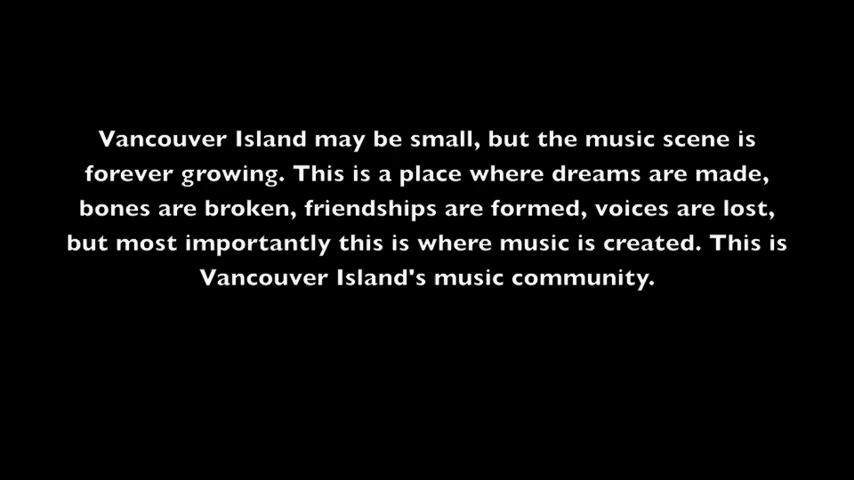 Vancouver Island may be small, but the music scene is
forever growing. This is a place where dreams are made,
bones are broken, friendships are formed, voices are lost,
but most importantly this is where music is created. This is
Vancouver Island's music community.